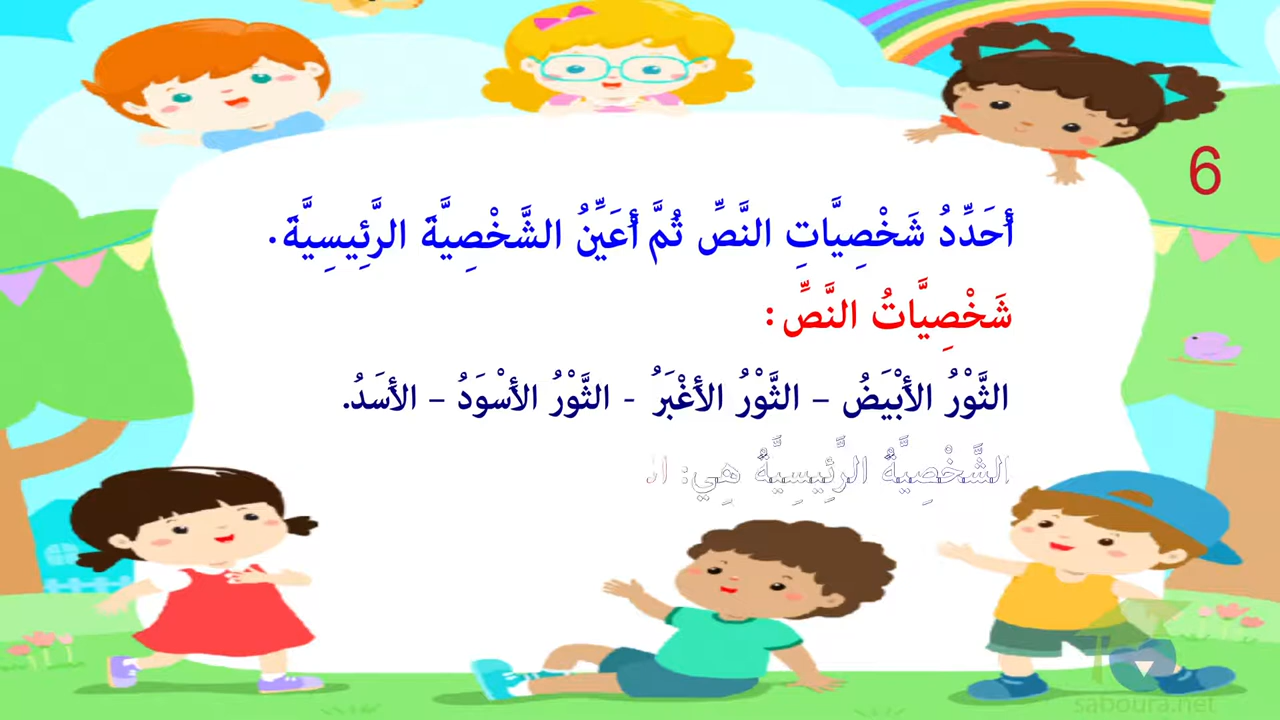 6
أُحَدِّدُ شَخْصِيَّاتِ النَّصِّ ثُمَّ أُعَيِّنُ الشَّخْصِيَّةَ الرَّئِيسِيَّةَ.
شَخْصِيَّاتُ النَّصِّ:
الثَّوْرُ الأَبْيَضُ – الثَّوْرُ الأَغْبَرُ - الثَّوْرُ الأَسْوَدُ – الأَسَدُ.
الشَّخْصِيَّةُ الرَّئِيسِيَّةُ هِيَ:
saboura.net